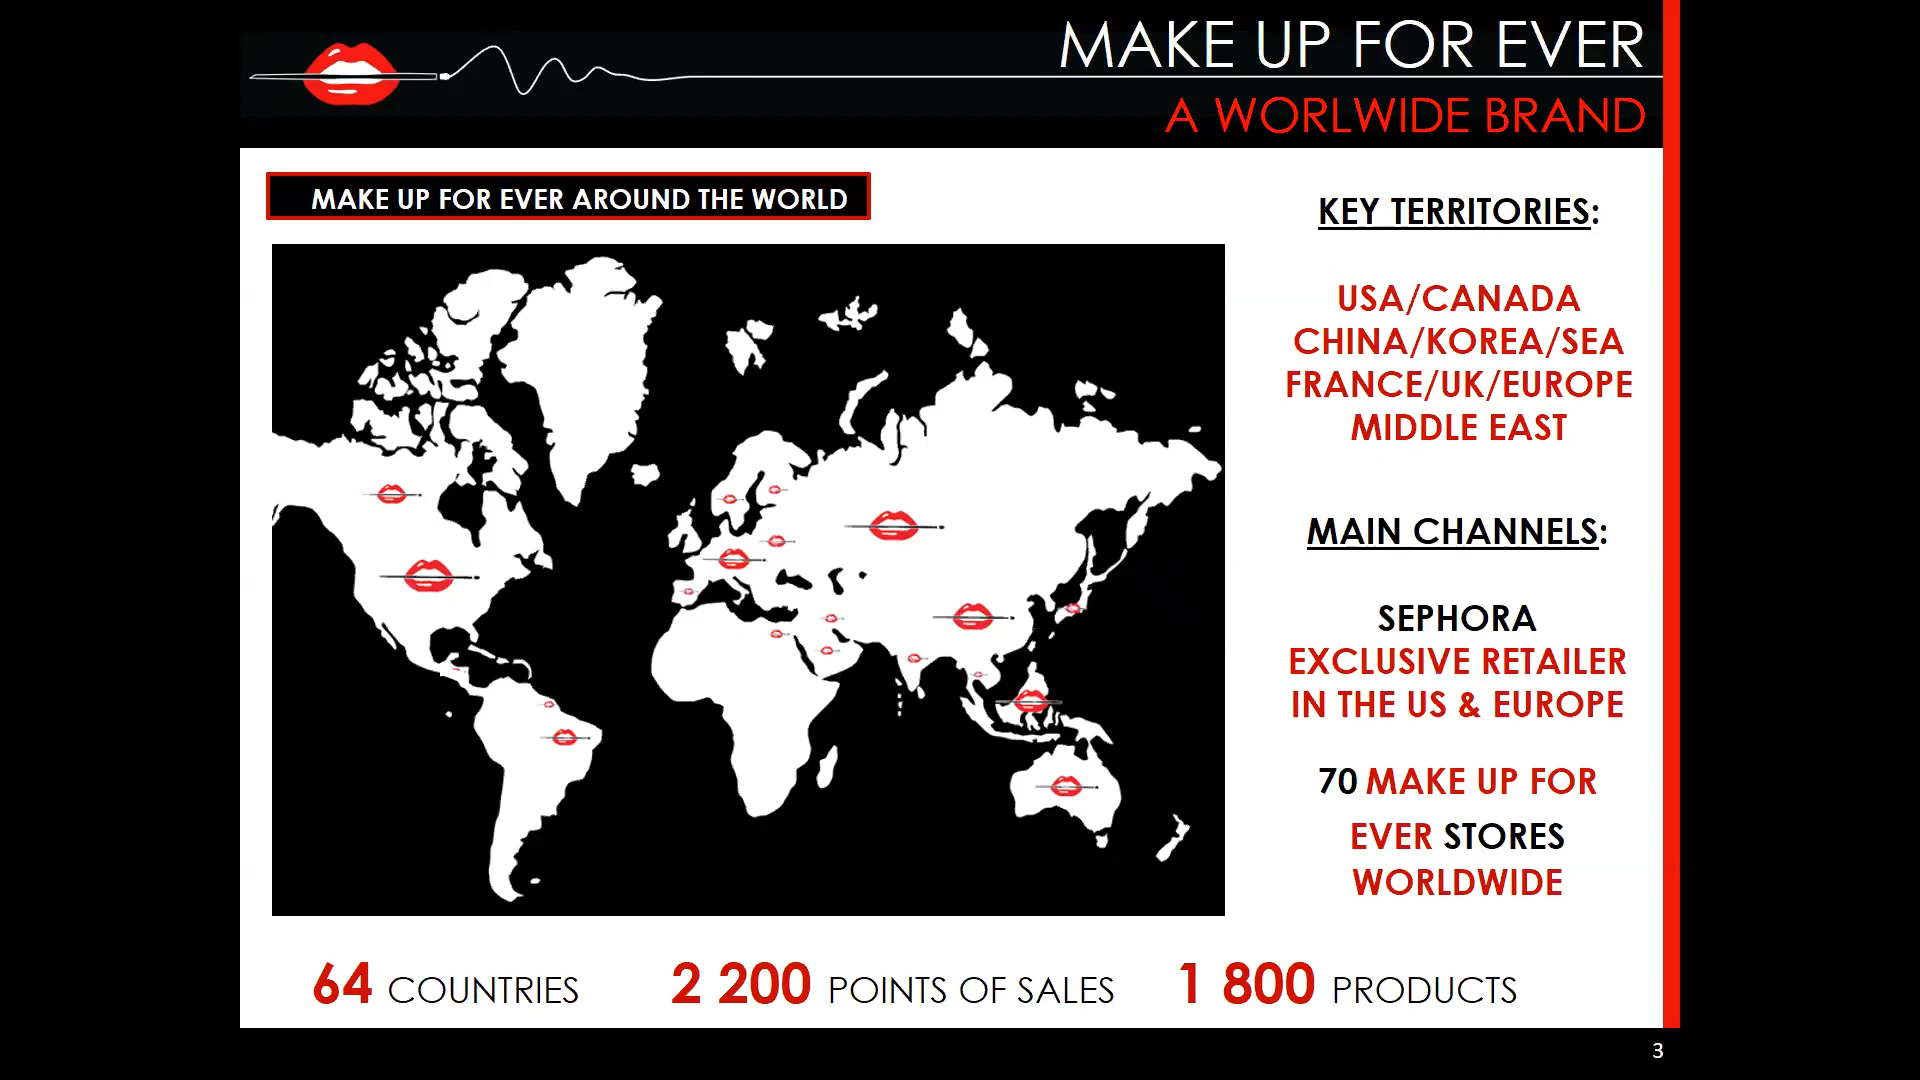 MAKE UP FOR EVER
A WORLWIDE BRAND
MAKE UP FOR EVER AROUND THE WORLD
KEY TERRITORIES:
USA/CANADA
CHINA/KOREA/SEA
FRANCE/UK/EUROPE
MIDDLE EAST
MAIN CHANNELS:
SEPHORA
EXCLUSIVE RETAILER
IN THE US & EUROPE
70 MAKE UP FOR
EVER STORES
WORLDWIDE
64 COUNTRIES
2 200 POINTS OF SALES
1 800 PRODUCTS
3